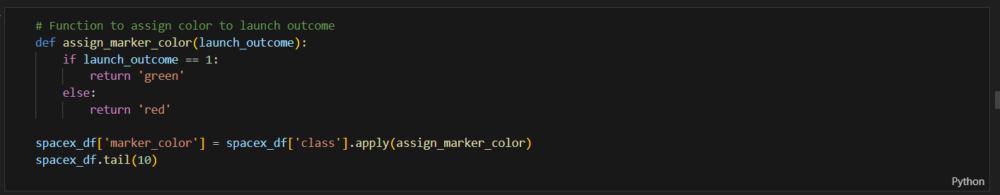 # Function to assign color to launch outcome
def assign_marker_color(launch_outcome):
    if launch_outcome == 1:
        return 'green'
    else:
        return 'red'

spacex_df['marker_color'] = spacex_df['class'].apply(assign_marker_color)
spacex_df.tail(10)
Python